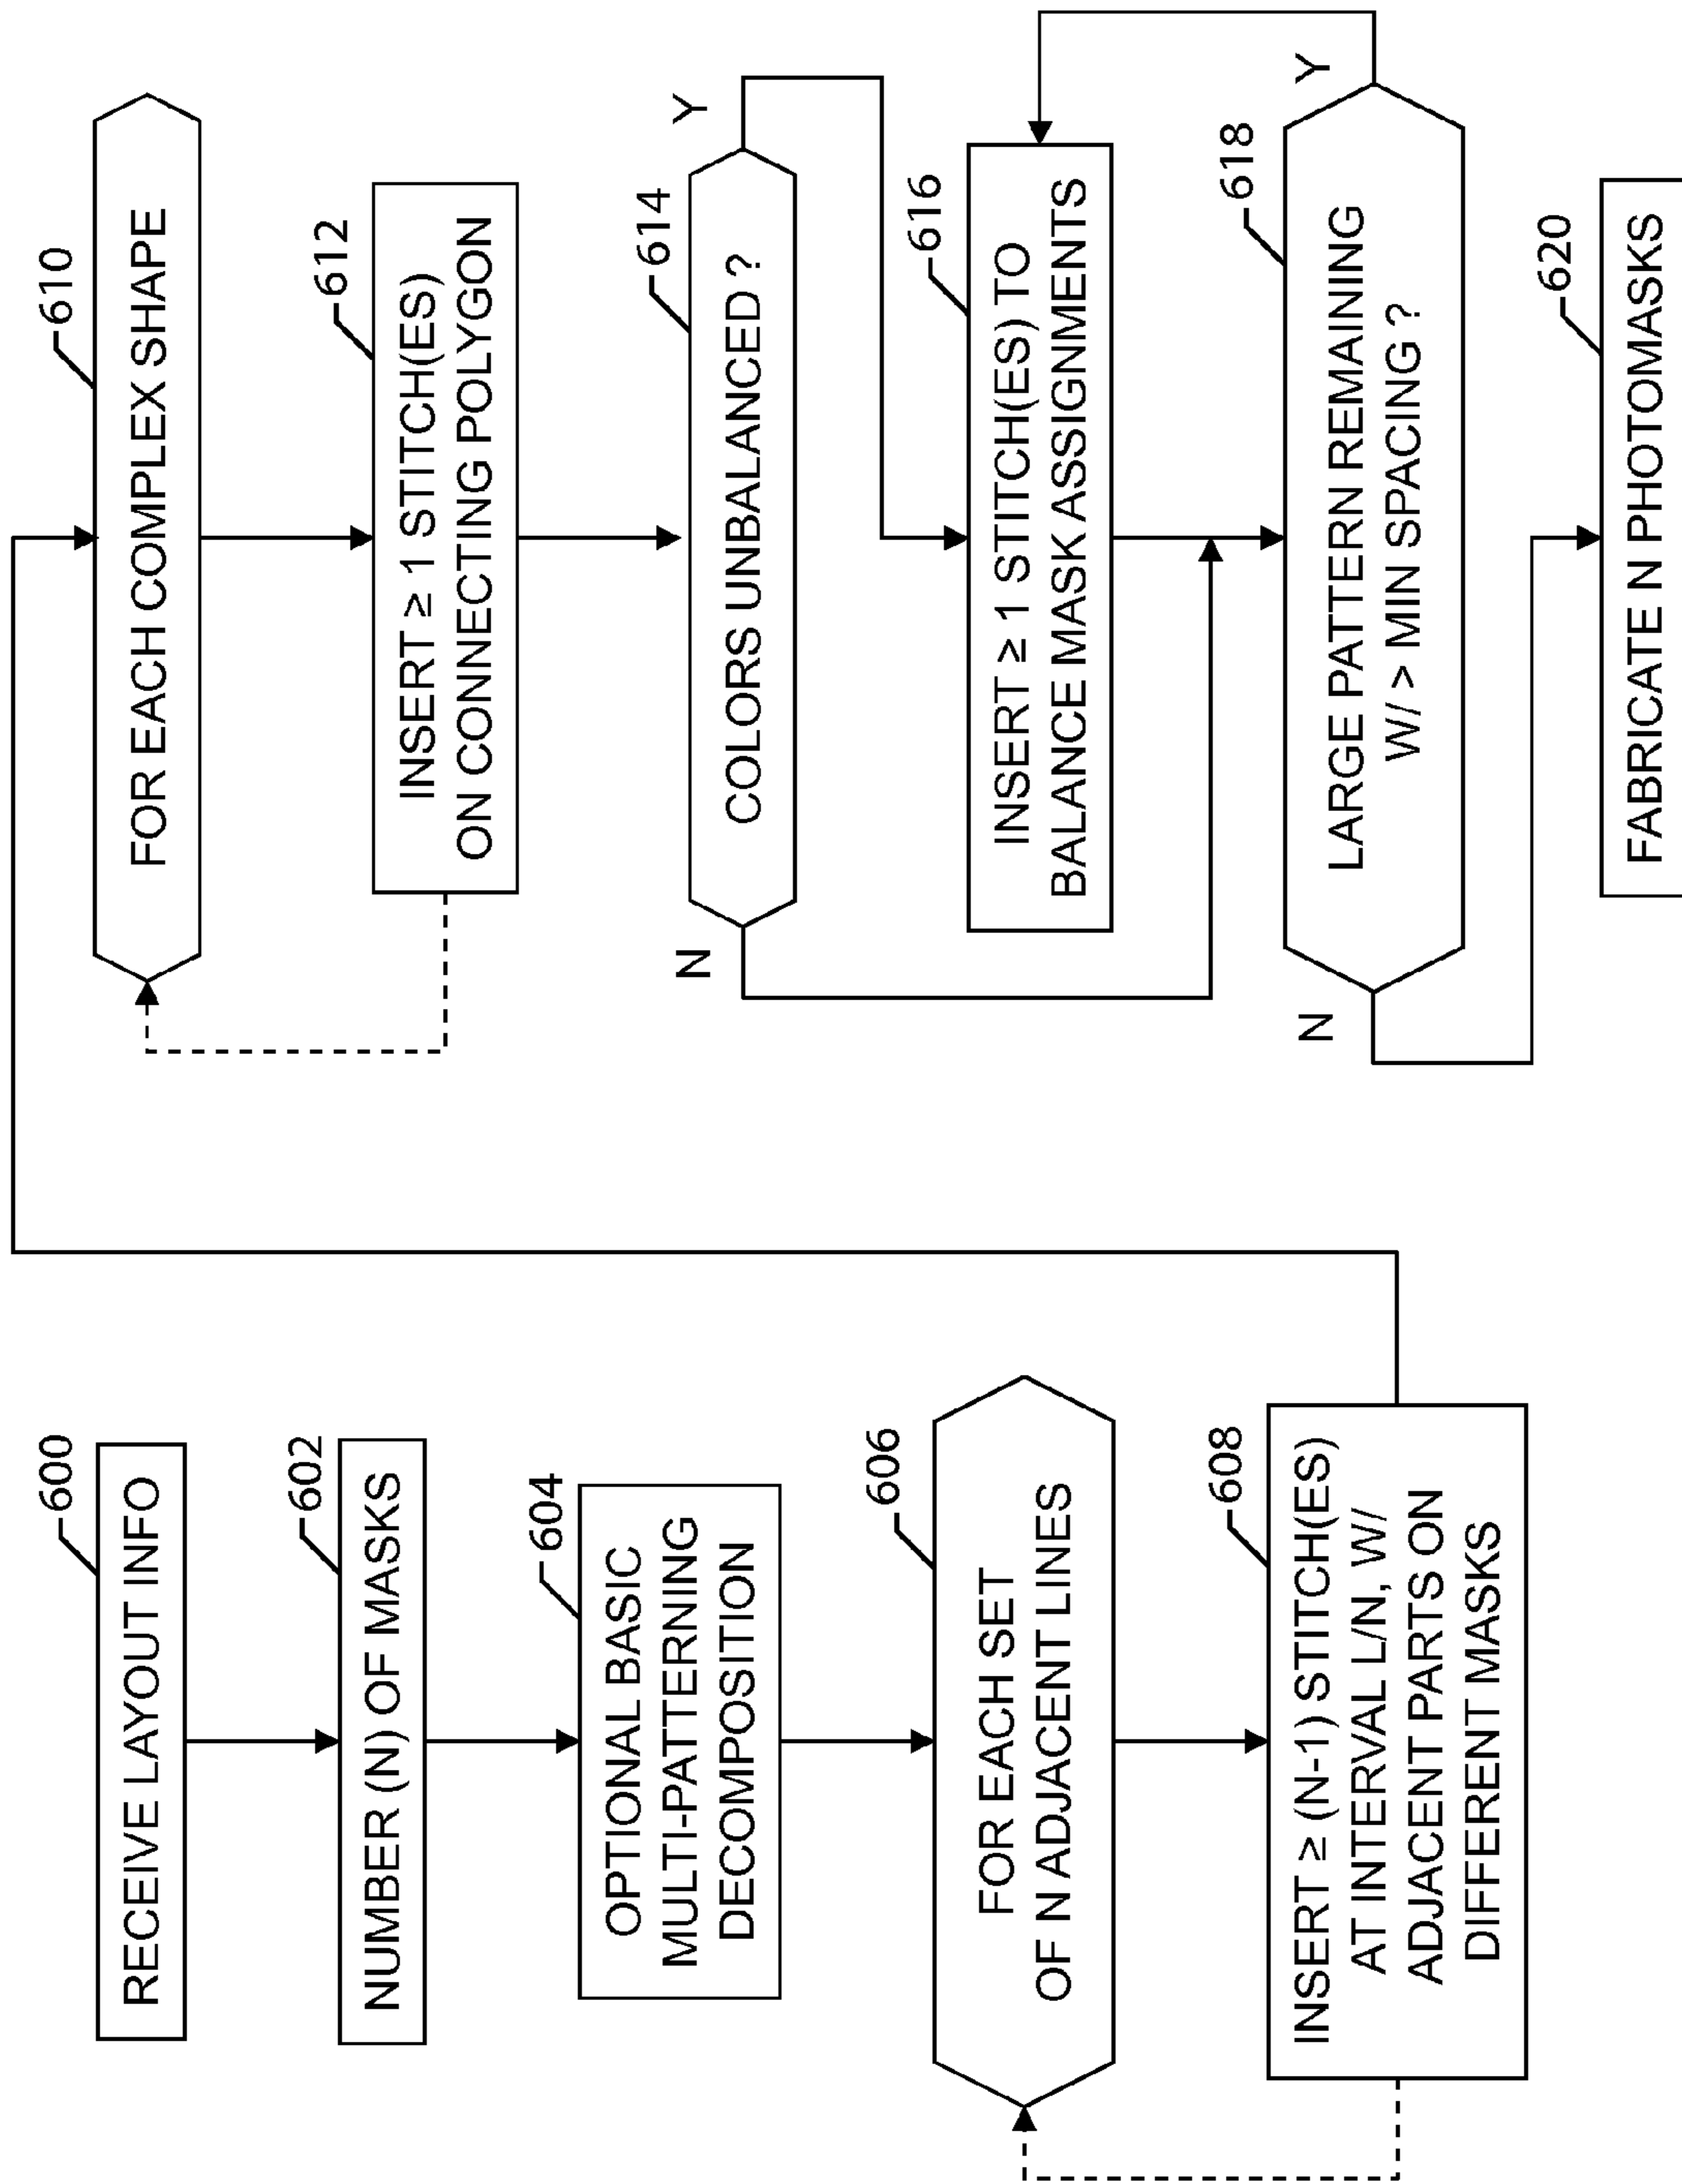 600
RECEIVE LAYOUT INFO
602
NUMBER (N) OF MASKS
604
OPTIONAL BASIC
MULTI-PATTERNING
DECOMPOSITION
606
FOR EACH SET
OF N ADJACENT LINES
608
INSERT ≥ (N-1) STITCH(ES)
AT INTERVAL L/N, W/
ADJACENT PARTS ON
DIFFERENT MASKS
610
FOR EACH COMPLEX SHAPE
612
INSERT ≥ 1 STITCH(ES)
ON CONNECTING POLYGON
614
COLORS UNBALANCED ?
N
Y
616
INSERT ≥ 1 STITCH(ES) TO
BALANCE MASK ASSIGNMENTS
618
LARGE PATTERN REMAINING
W/ > MIN SPACING ?
N
Y
620
FABRICATE N PHOTOMASKS